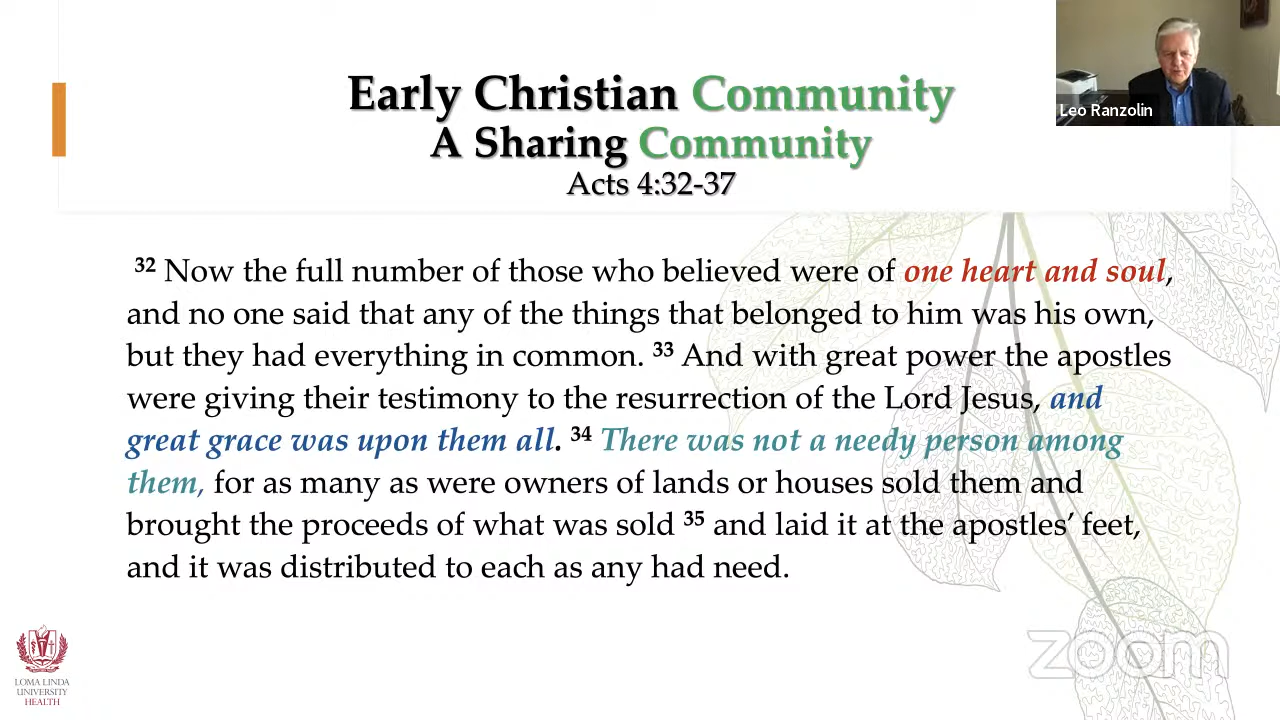 Early Christian Community
A Sharing Community
Acts 4:32-37
Leo Ranzolin
32 Now the full number of those who believed were of one heart and soul,
and no one said that any of the things that belonged to him was his own,
but they had everything in common. 33 And with great power the apostles
were giving their testimony to the resurrection of the Lord Jesus, and
great grace was upon them all. 34 There was not a needy person among
them, for as many as were owners of lands or houses sold them and
brought the proceeds of what was sold 35 and laid it at the apostles’ feet,
and it was distributed to each as any had need.
LOMA LINDA
UNIVERSITY
HEALTH
zoom